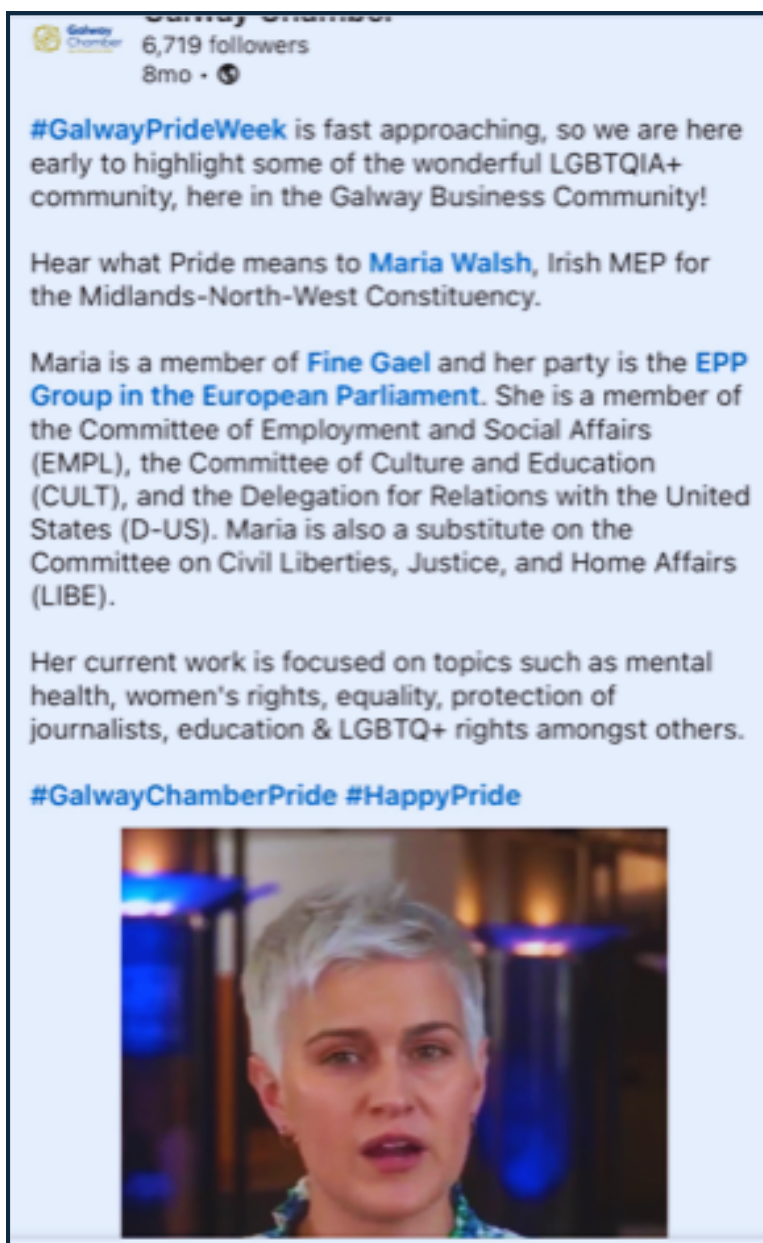 Galway Chamber
Galway Chamber
6,719 followers
8mo •
#GalwayPrideWeek is fast approaching, so we are here
early to highlight some of the wonderful LGBTQIA+
community, here in the Galway Business Community!
Hear what Pride means to Maria Walsh, Irish MEP for
the Midlands-North-West Constituency.
Maria is a member of Fine Gael and her party is the EPP
Group in the European Parliament. She is a member of
the Committee of Employment and Social Affairs
(EMPL), the Committee of Culture and Education
(CULT), and the Delegation for Relations with the United
States (D-US). Maria is also a substitute on the
Committee on Civil Liberties, Justice, and Home Affairs
(LIBE).
Her current work is focused on topics such as mental
health, women's rights, equality, protection of
journalists, education & LGBTQ+ rights amongst others.
#GalwayChamberPride #HappyPride